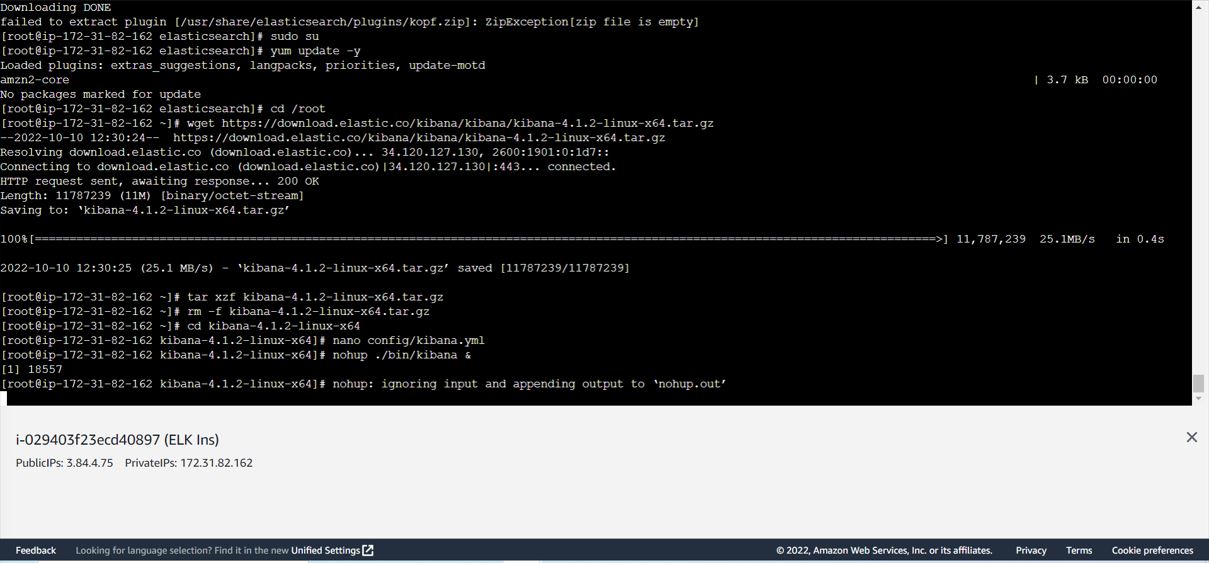 Downloading DONE
failed to extract plugin [/usr/share/elasticsearch/plugins/kopf.zip]: ZipException[zip file is empty]
[root@ip-172-31-82-162 elasticsearch]# sudo su
[root@ip-172-31-82-162 elasticsearch]# yum update -y
Loaded plugins: extras_suggestions, langpacks, priorities, update-motd
amzn2-core | 3.7 kB 00:00:00
No packages marked for update
[root@ip-172-31-82-162 elasticsearch]# cd /root
[root@ip-172-31-82-162 ~]# wget https://download.elastic.co/kibana/kibana/kibana-4.1.2-linux-x64.tar.gz
--2022-10-10 12:30:24-- https://download.elastic.co/kibana/kibana/kibana-4.1.2-linux-x64.tar.gz
Resolving download.elastic.co (download.elastic.co)... 34.120.127.130, 2600:1901:0:1d7::
Connecting to download.elastic.co (download.elastic.co)|34.120.127.130|:443... connected.
HTTP request sent, awaiting response... 200 OK
Length: 11787239 (11M) [binary/octet-stream]
Saving to: ‘kibana-4.1.2-linux-x64.tar.gz’
100%[==================================================================================================================================>] 11,787,239 25.1MB/s in 0.4s
2022-10-10 12:30:25 (25.1 MB/s) - ‘kibana-4.1.2-linux-x64.tar.gz’ saved [11787239/11787239]
[root@ip-172-31-82-162 ~]# tar xzf kibana-4.1.2-linux-x64.tar.gz
[root@ip-172-31-82-162 ~]# rm -f kibana-4.1.2-linux-x64.tar.gz
[root@ip-172-31-82-162 ~]# cd kibana-4.1.2-linux-x64
[root@ip-172-31-82-162 kibana-4.1.2-linux-x64]# nano config/kibana.yml
[root@ip-172-31-82-162 kibana-4.1.2-linux-x64]# nohup ./bin/kibana &
[1] 18557
[root@ip-172-31-82-162 kibana-4.1.2-linux-x64]# nohup: ignoring input and appending output to ‘nohup.out’
i-029403f23ecd40897 (ELK Ins)
PublicIPs: 3.84.4.75 PrivateIPs: 172.31.82.162
Feedback Looking for language selection? Find it in the new Unified Settings © 2022, Amazon Web Services, Inc. or its affiliates. Privacy Terms Cookie preferences